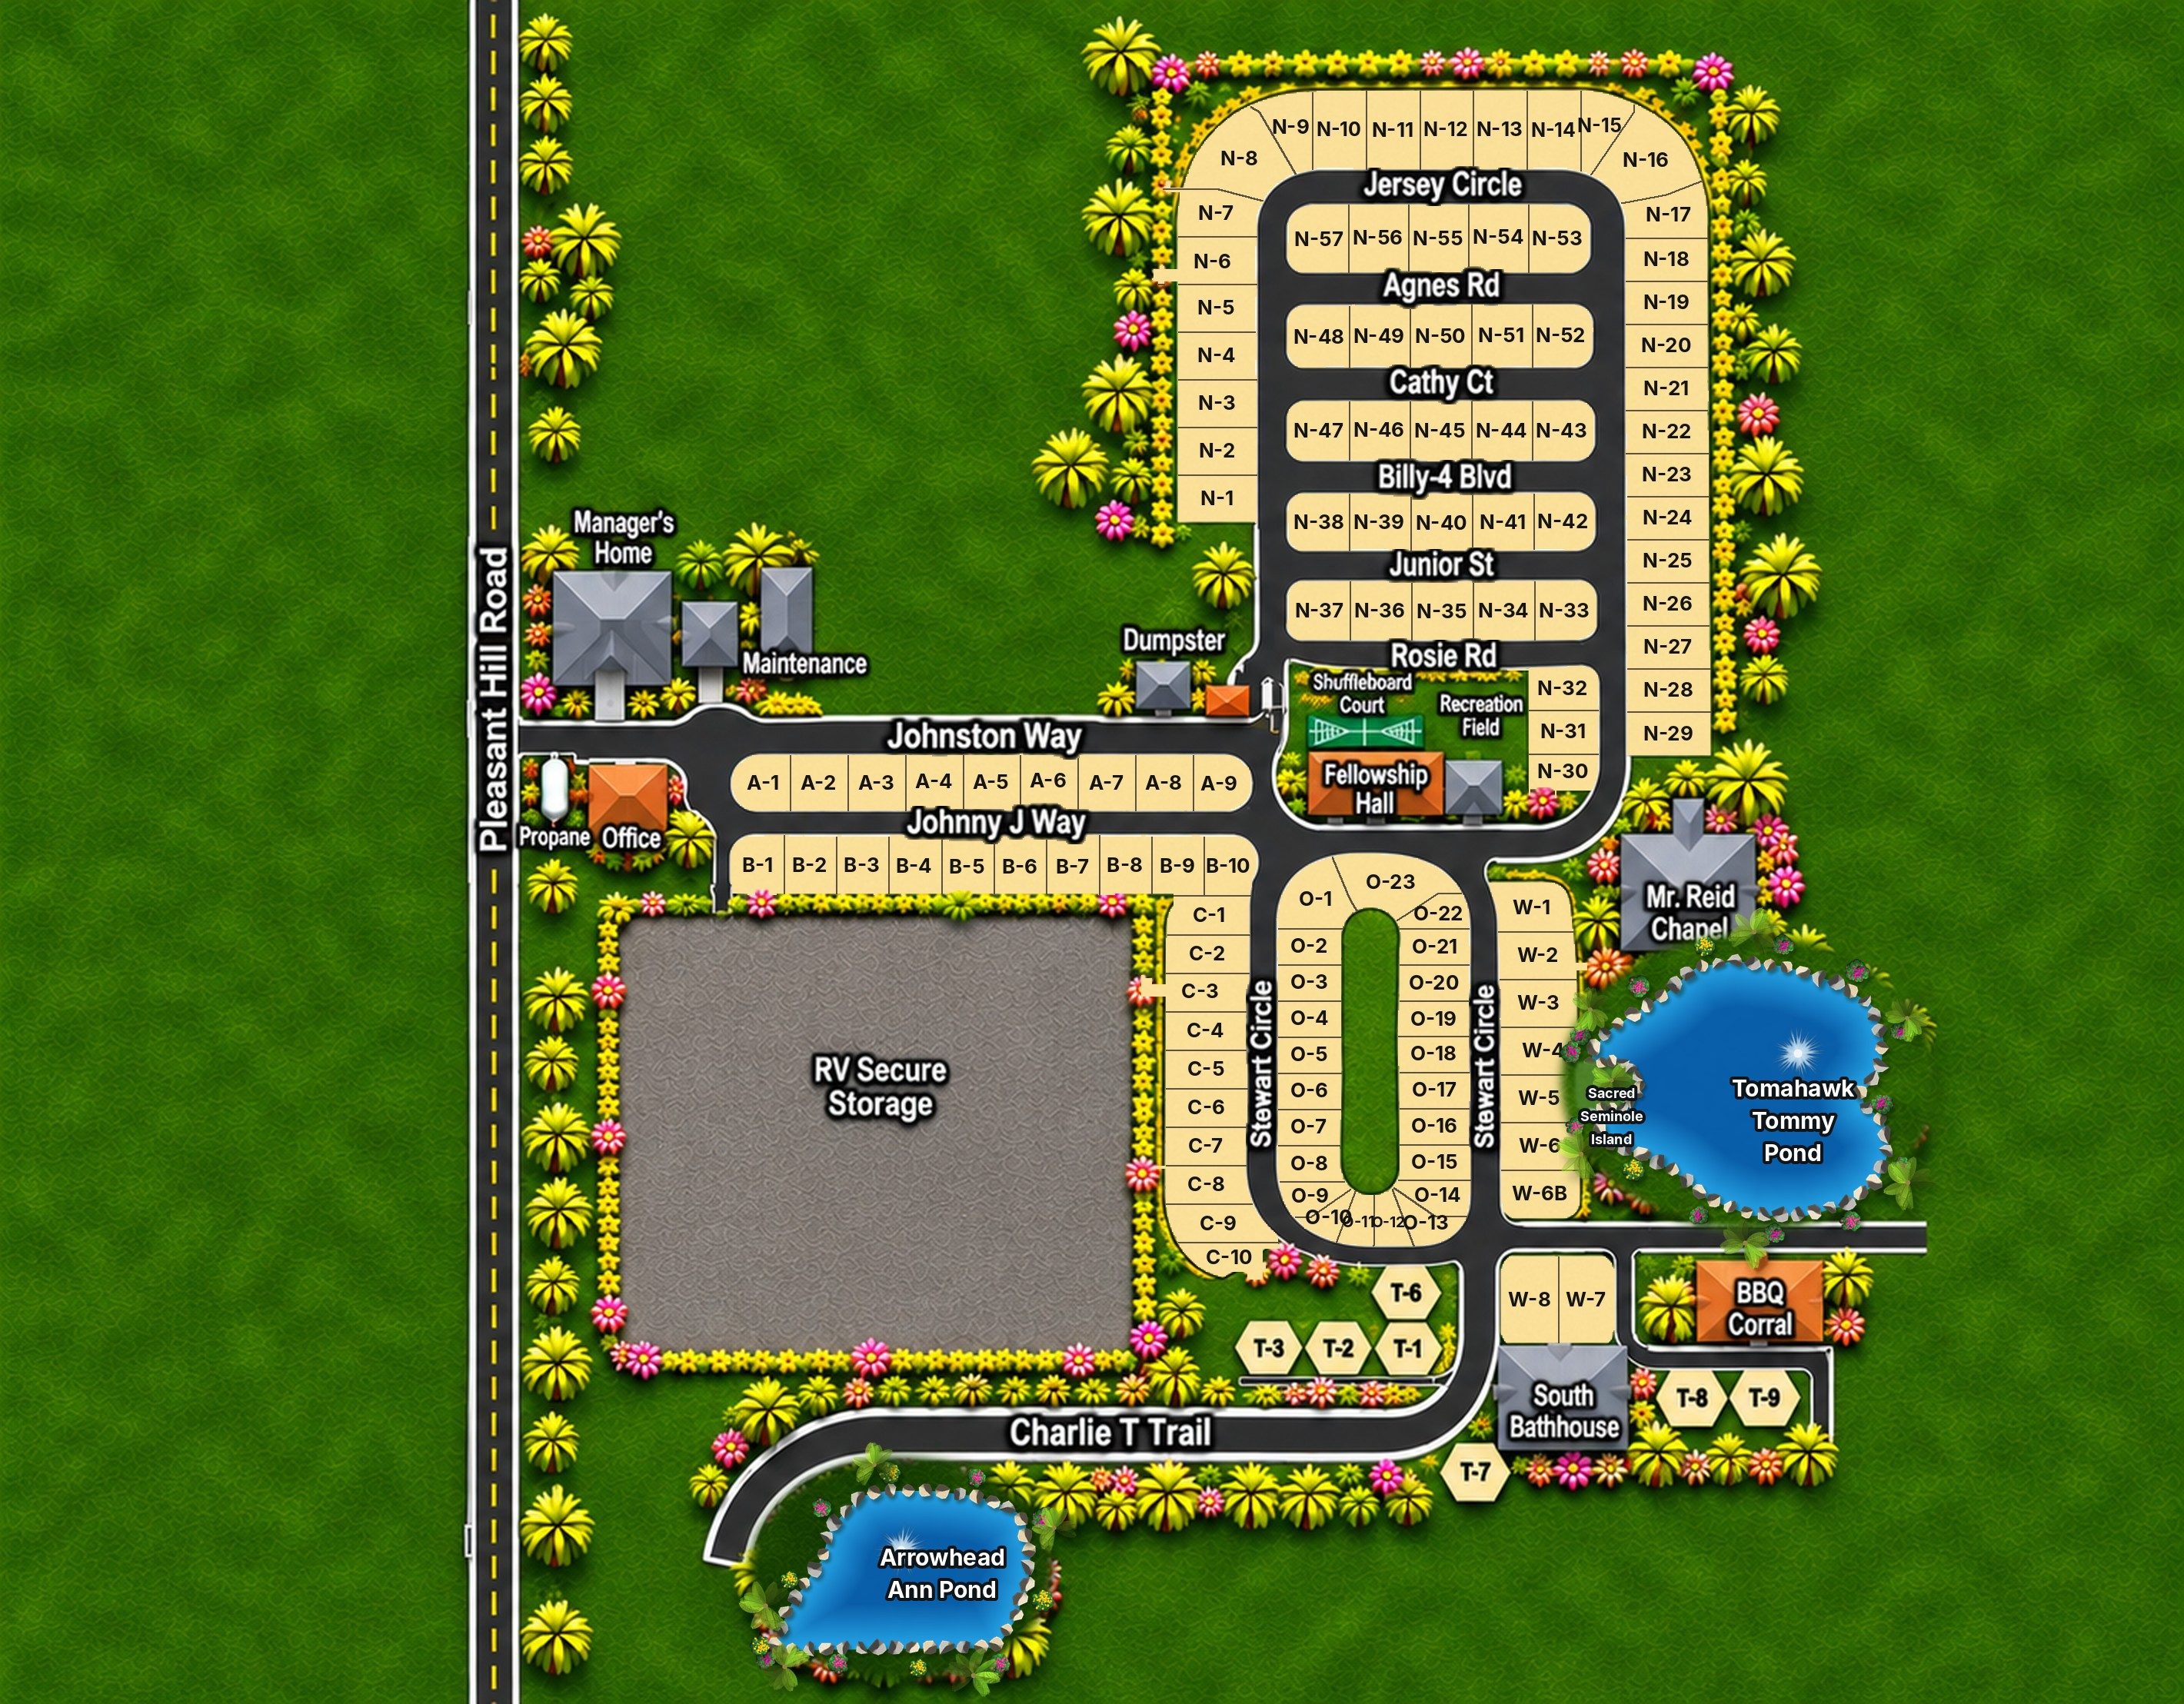 N-9
N-10
N-11
N-12
N-13
N-14
N-15
N-8
N-16
Jersey Circle
N-7
N-17
N-57
N-56
N-55
N-54
N-53
N-6
N-18
Agnes Rd
N-5
N-19
N-48
N-49
N-50
N-51
N-52
N-4
N-20
Cathy Ct
N-21
N-3
N-47
N-46
N-45
N-44
N-43
N-22
N-2
Billy-4 Blvd
N-23
N-1
N-38
N-39
N-40
N-41
N-42
N-24
Manager's
Home
Junior St
N-25
N-37
N-36
N-35
N-34
N-33
N-26
Pleasant Hill Road
Maintenance
Dumpster
Rosie Rd
N-27
Shuffleboard
Court
Recreation
Field
N-32
N-28
N-31
N-29
N-30
Fellowship
Hall
Johnston Way
A-1
A-2
A-3
A-4
A-5
A-6
A-7
A-8
A-9
Propane
Office
Johnny J Way
B-1
B-2
B-3
B-4
B-5
B-6
B-7
B-8
B-9
B-10
Mr. Reid
Chapel
O-1
O-23
O-22
W-1
C-1
C-2
C-3
C-4
C-5
C-6
C-7
C-8
C-9
C-10
Stewart Circle
O-2
O-3
O-4
O-5
O-6
O-7
O-8
O-9
O-10
O-11
O-12
O-13
O-14
O-15
O-16
O-17
O-18
O-19
O-20
O-21
Stewart Circle
W-2
W-3
W-4
W-5
W-6
W-6B
Sacred
Seminole
Island
Tomahawk
Tommy
Pond
RV Secure
Storage
T-6
T-3
T-2
T-1
W-8
W-7
BBQ
Corral
South
Bathhouse
T-8
T-9
T-7
Charlie T Trail
Arrowhead
Ann Pond